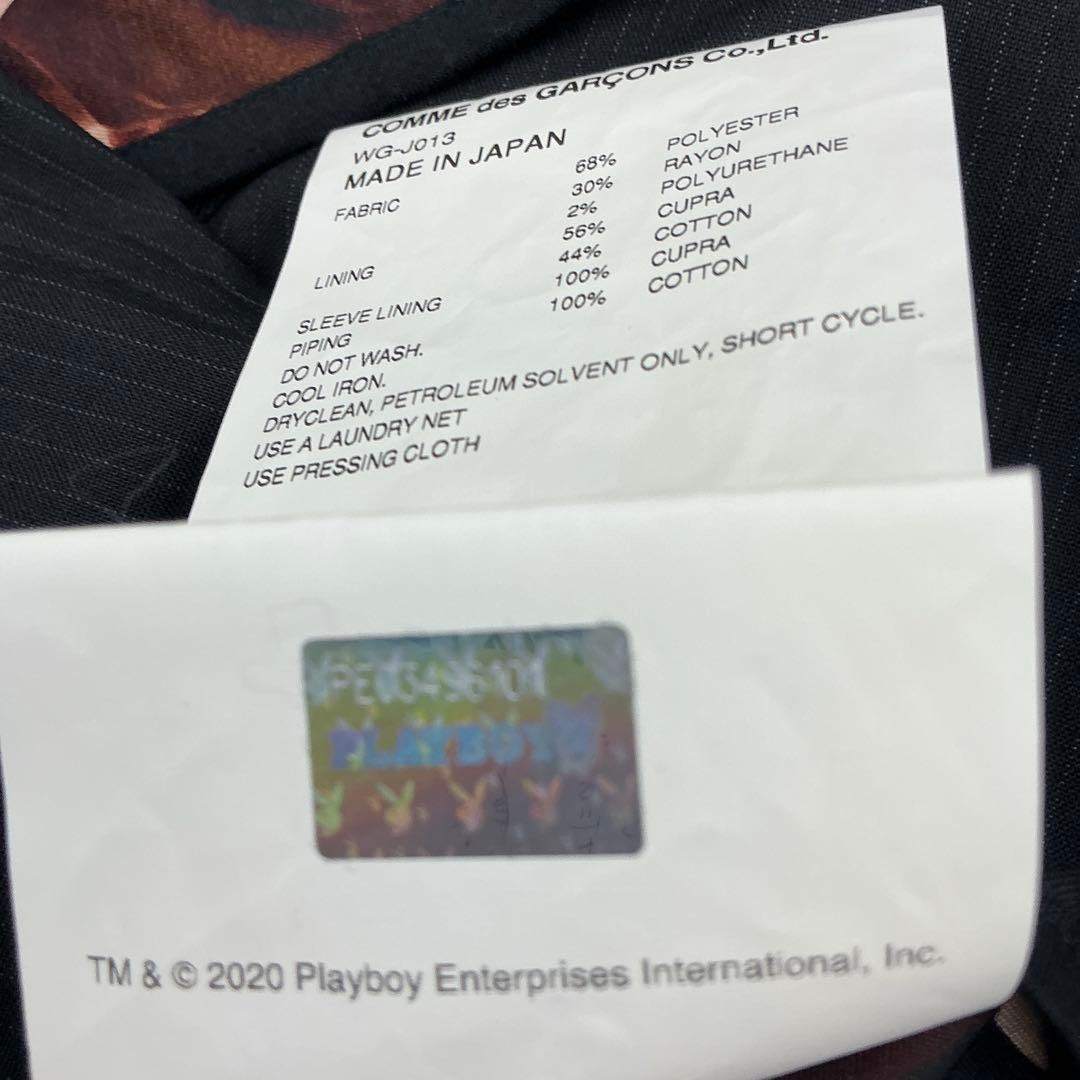 COMME des GARÇONS Co.,Ltd.
WG-J013
MADE IN JAPAN
FABRIC 68% POLYESTER
30% RAYON
2% POLYURETHANE
LINING 56% CUPRA
44% COTTON
SLEEVE LINING 100% CUPRA
PIPING 100% COTTON
DO NOT WASH.
COOL IRON.
DRYCLEAN, PETROLEUM SOLVENT ONLY, SHORT CYCLE.
USE A LAUNDRY NET
USE PRESSING CLOTH
PE03496101
PLAYBOY
TM & © 2020 Playboy Enterprises International, Inc.